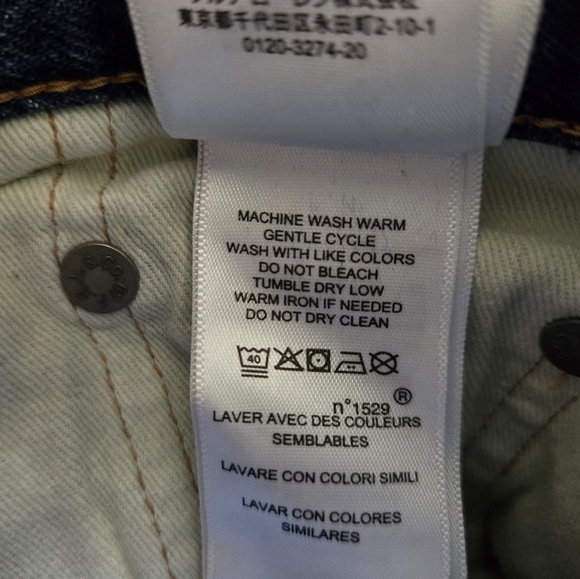 東京都千代田区永田町2-10-1
0120-3274-20
MACHINE WASH WARM
GENTLE CYCLE
WASH WITH LIKE COLORS
DO NOT BLEACH
TUMBLE DRY LOW
WARM IRON IF NEEDED
DO NOT DRY CLEAN
40
®
n°1529
LAVER AVEC DES COULEURS
SEMBLABLES
LAVARE CON COLORI SIMILI
LAVAR CON COLORES
SIMILARES